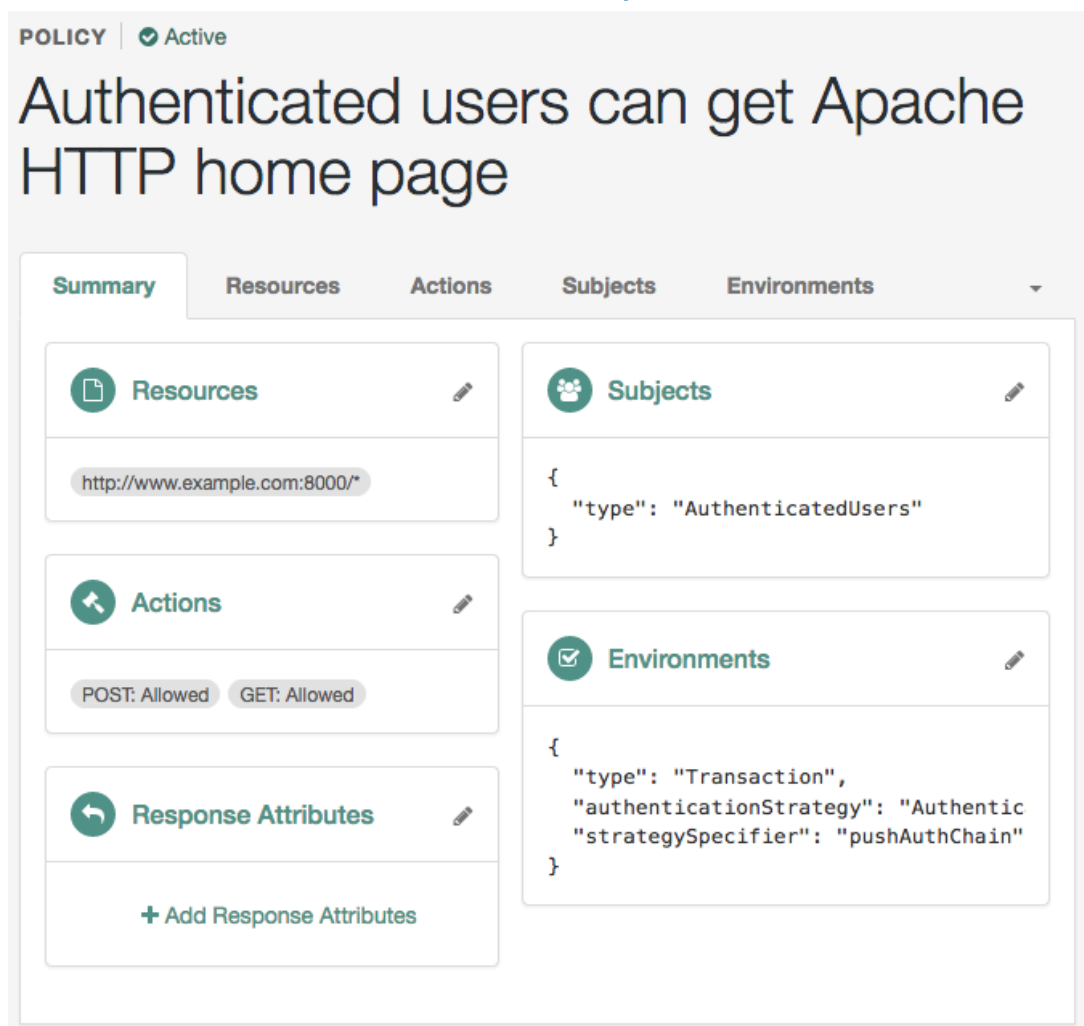 POLICY Active
Authenticated users can get Apache
HTTP home page
Summary Resources Actions Subjects Environments
Resources
http://www.example.com:8000/*
Actions
POST: Allowed GET: Allowed
Response Attributes
+ Add Response Attributes
Subjects
{
"type": "AuthenticatedUsers"
}
Environments
{
"type": "Transaction",
"authenticationStrategy": "Authentic
"strategySpecifier": "pushAuthChain"
}